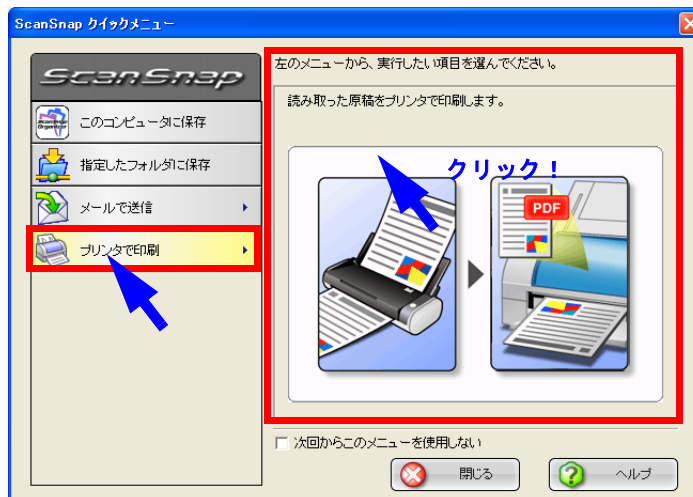 ScanSnap クイックメニュー
ScanSnap
このコンピュータに保存
指定したフォルダに保存
メールで送信
プリンタで印刷
左のメニューから、実行したい項目を選んでください。
読み取った原稿をプリンタで印刷します。
クリック！
PDF
次回からこのメニューを使用しない
閉じる
ヘルプ